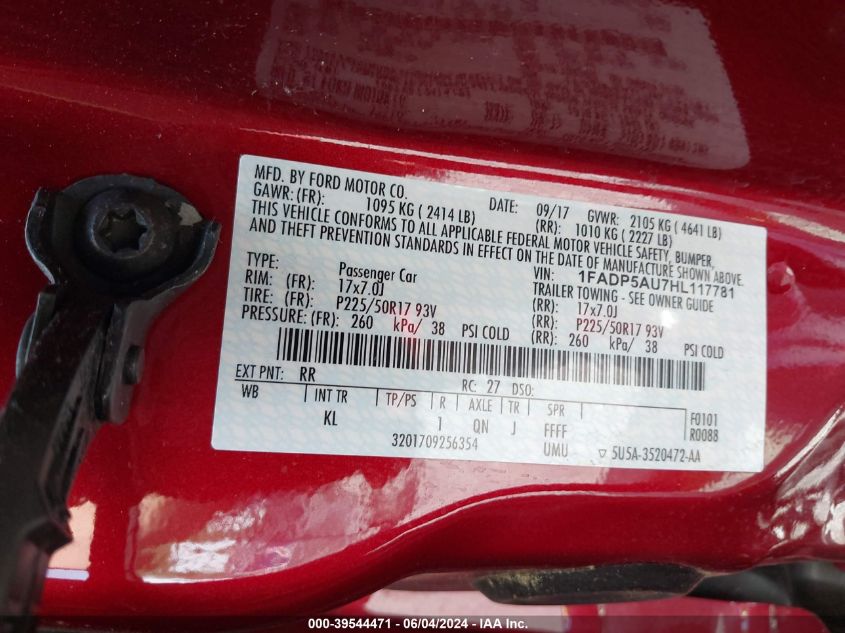 MFD. BY FORD MOTOR CO.
DATE: 09/17 GVWR: 2105 KG ( 4641 LB)
GAWR: (FR): 1095 KG ( 2414 LB) (RR): 1010 KG ( 2227 LB)
THIS VEHICLE CONFORMS TO ALL APPLICABLE FEDERAL MOTOR VEHICLE SAFETY, BUMPER,
AND THEFT PREVENTION STANDARDS IN EFFECT ON THE DATE OF MANUFACTURE SHOWN ABOVE.
VIN: 1FADP5AU7HL117781
TYPE: Passenger Car TRAILER TOWING - SEE OWNER GUIDE
RIM: (FR): 17x7.0J (RR): 17x7.0J
TIRE: (FR): P225/50R17 93V (RR): P225/50R17 93V
PRESSURE: (FR): 260 kPa/ 38 PSI COLD (RR): 260 kPa/ 38 PSI COLD
EXT PNT: RR RC: 27 DSO:
WB INT TR TP/PS R AXLE TR SPR F0101
KL 1 QN J FFFF R0088
3201709256354 UMU ▽ 5U5A-3520472-AA
000-39544471 - 06/04/2024 - IAA Inc.